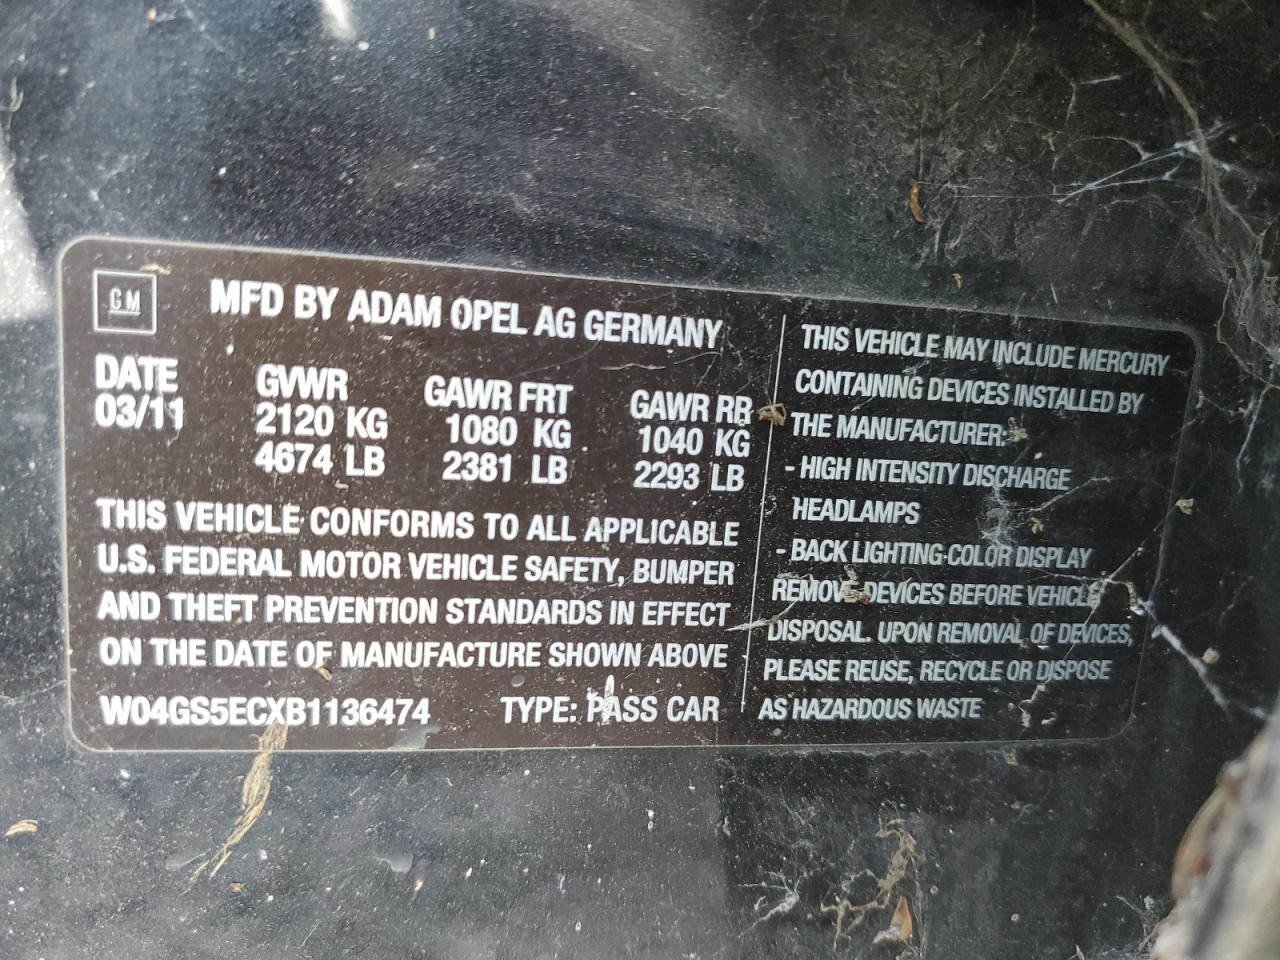 GM
MFD BY ADAM OPEL AG GERMANY
DATE GVWR GAWR FRT GAWR RR
03/11 2120 KG 1080 KG 1040 KG
4674 LB 2381 LB 2293 LB
THIS VEHICLE CONFORMS TO ALL APPLICABLE
U.S. FEDERAL MOTOR VEHICLE SAFETY, BUMPER
AND THEFT PREVENTION STANDARDS IN EFFECT
ON THE DATE OF MANUFACTURE SHOWN ABOVE
W04GS5ECXB1136474 TYPE: PASS CAR
THIS VEHICLE MAY INCLUDE MERCURY
CONTAINING DEVICES INSTALLED BY
THE MANUFACTURER:
- HIGH INTENSITY DISCHARGE
HEADLAMPS
- BACK LIGHTING-COLOR DISPLAY
REMOVE DEVICES BEFORE VEHICLE
DISPOSAL. UPON REMOVAL OF DEVICES,
PLEASE REUSE, RECYCLE OR DISPOSE
AS HAZARDOUS WASTE